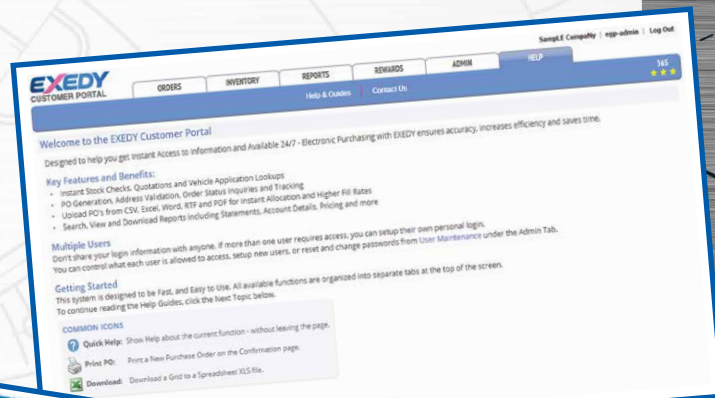 SampLE CompaNy | egp-admin | Log Out
EXEDY
CUSTOMER PORTAL
ORDERS
INVENTORY
REPORTS
REWARDS
ADMIN
HELP
Help & Guides
Contact Us
365
Welcome to the EXEDY Customer Portal
Designed to help you get Instant Access to Information and Available 24/7 - Electronic Purchasing with EXEDY ensures accuracy, increases efficiency and saves time.
Key Features and Benefits:
• Instant Stock Checks, Quotations and Vehicle Application Lookups
• PO Generation, Address Validation, Order Status Inquiries and Tracking
• Upload PO's from CSV, Excel, Word, RTF and PDF for Instant Allocation and Higher Fill Rates
• Search, View and Download Reports including Statements, Account Details, Pricing and more
Multiple Users
Don't share your login information with anyone. If more than one user requires access, you can setup their own personal login.
You can control what each user is allowed to access, setup new users, or reset and change passwords from User Maintenance under the Admin Tab.
Getting Started
This system is designed to be Fast, and Easy to Use. All available functions are organized into separate tabs at the top of the screen.
To continue reading the Help Guides, click the Next Topic below.
COMMON ICONS
Quick Help: Show Help about the current function - without leaving the page.
Print PO: Print a New Purchase Order on the Confirmation page.
Download: Download a Grid to a Spreadsheet XLS file.